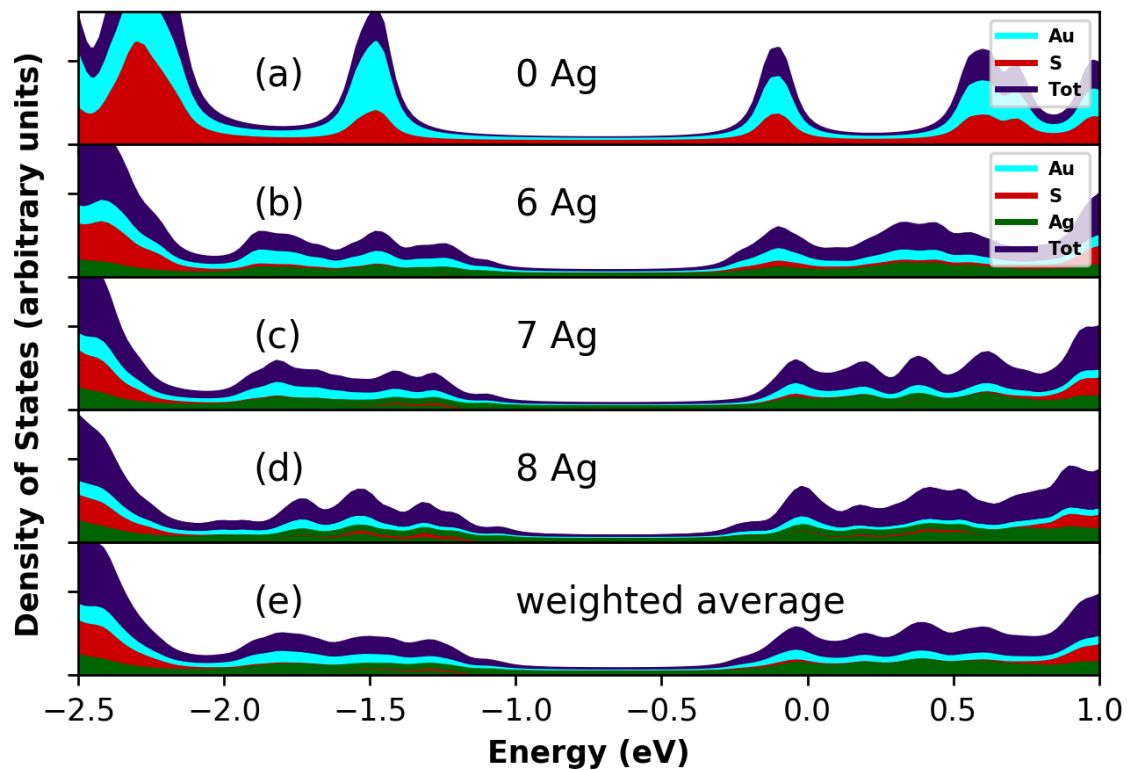 Density of States (arbitrary units)
(a) 0 Ag
Au
S
Tot
(b) 6 Ag
Au
S
Ag
Tot
(c) 7 Ag
(d) 8 Ag
(e) weighted average
−2.5 −2.0 −1.5 −1.0 −0.5 0.0 0.5 1.0
Energy (eV)